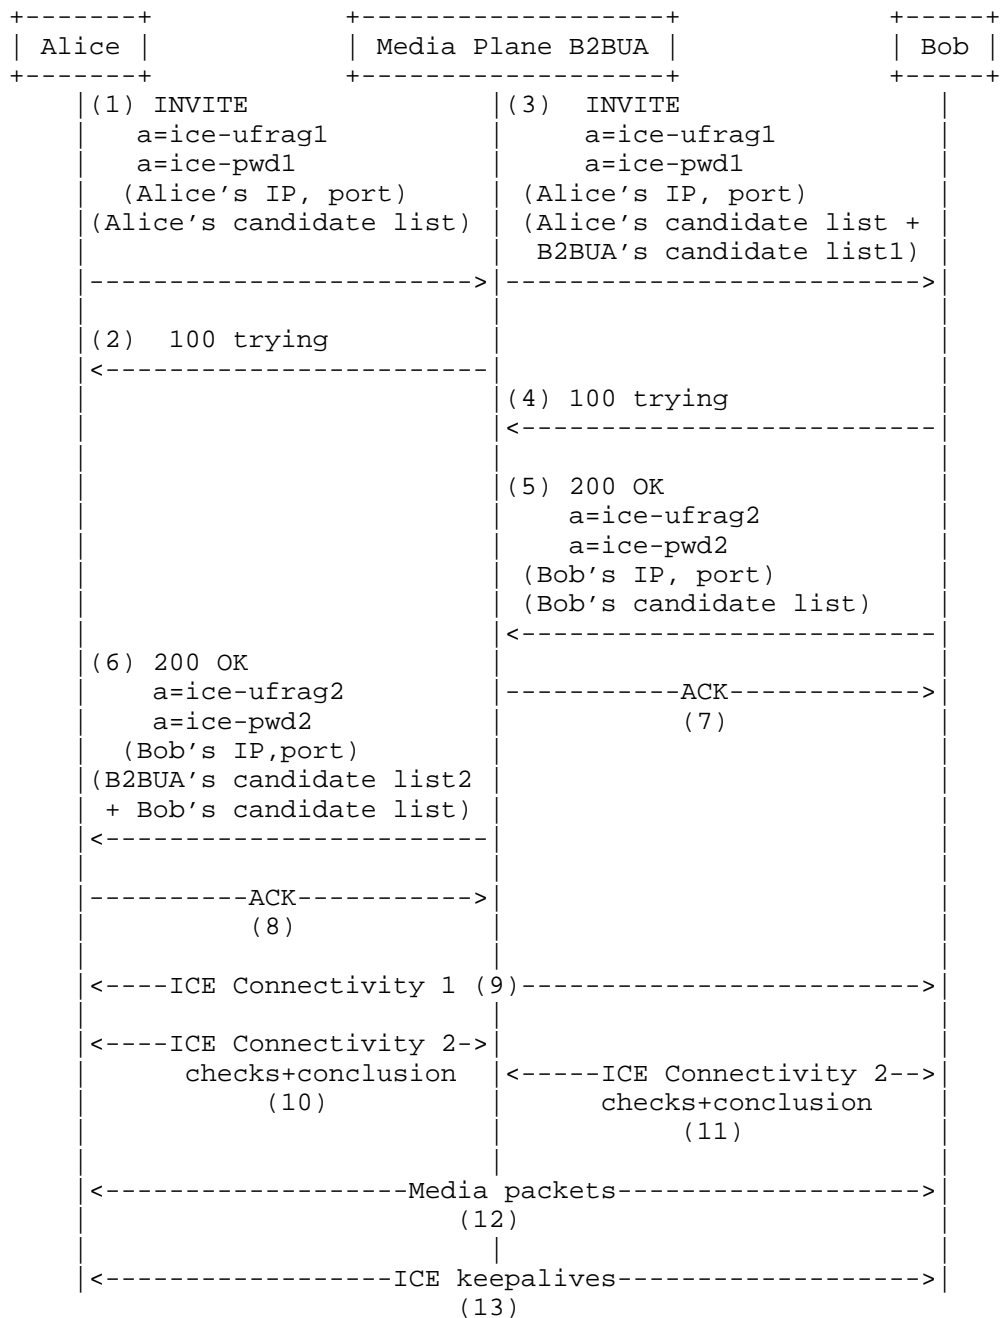 +-------+ +-------------------+ +-----+
| Alice | | Media Plane B2BUA | | Bob |
+-------+ +-------------------+ +-----+
|(1) INVITE |(3) INVITE |
| a=ice-ufrag1 | a=ice-ufrag1 |
| a=ice-pwd1 | a=ice-pwd1 |
| (Alice's IP, port) | (Alice's IP, port) |
|(Alice's candidate list) | (Alice's candidate list + |
| | B2BUA's candidate list1) |
|------------------------>|-------------------------->|
| | |
|(2) 100 trying | |
|<------------------------| |
| |(4) 100 trying |
| |<--------------------------|
| | |
| |(5) 200 OK |
| | a=ice-ufrag2 |
| | a=ice-pwd2 |
| | (Bob's IP, port) |
| | (Bob's candidate list) |
| |<--------------------------|
|(6) 200 OK | |
| a=ice-ufrag2 |-----------ACK------------>|
| a=ice-pwd2 | (7) |
| (Bob's IP,port) | |
|(B2BUA's candidate list2 | |
| + Bob's candidate list) | |
|<------------------------| |
| | |
|----------ACK----------->| |
| (8) | |
| | |
|<----ICE Connectivity 1 (9)-------------------------->|
| | |
|<----ICE Connectivity 2->| |
| checks+conclusion |<-----ICE Connectivity 2-->|
| (10) | checks+conclusion |
| | (11) |
| | |
|<-------------------Media packets------------------->|
| (12) |
| | |
|<------------------ICE keepalives------------------->|
(13)